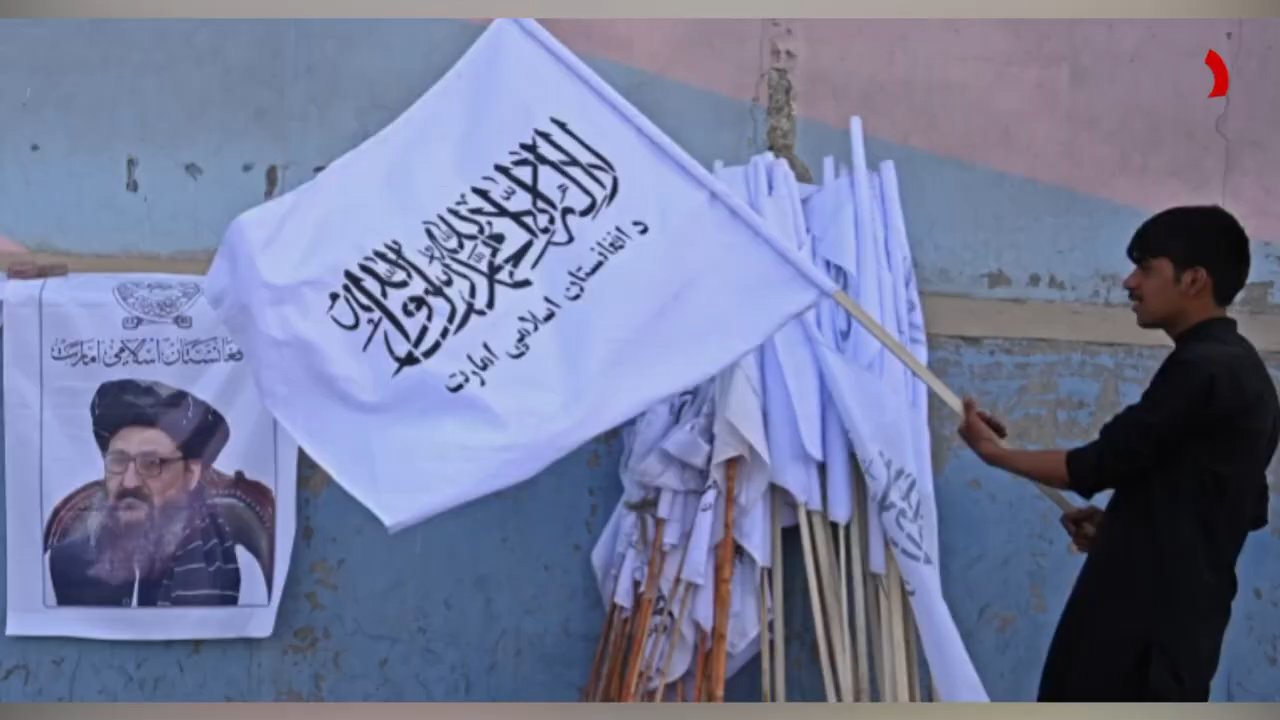 لا إله إلا الله محمد رسول الله
د افغانستان اسلامی امارت
افغانستان اسلامی امارت